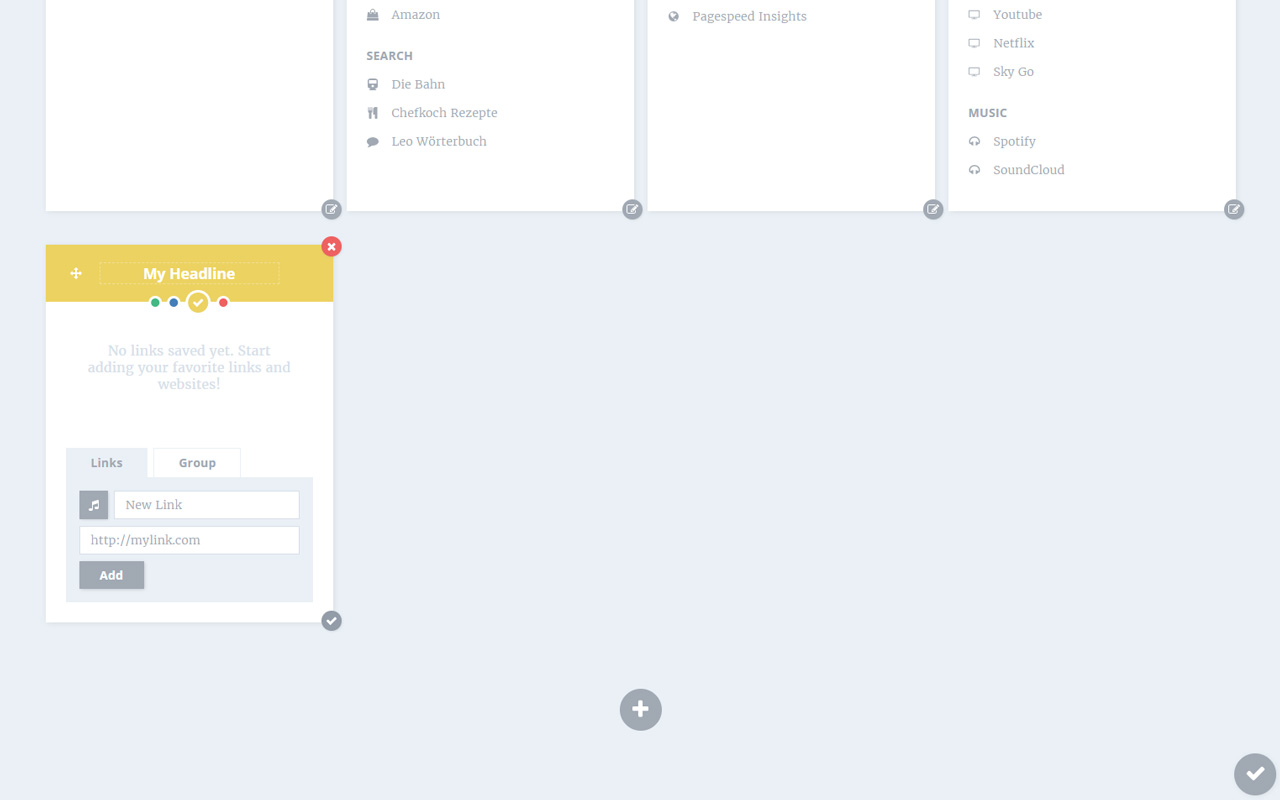 Amazon
SEARCH
Die Bahn
Chefkoch Rezepte
Leo Wörterbuch
Pagespeed Insights
Youtube
Netflix
Sky Go
MUSIC
Spotify
SoundCloud
My Headline
No links saved yet. Start
adding your favorite links and
websites!
Links
Group
New Link
http://mylink.com
Add